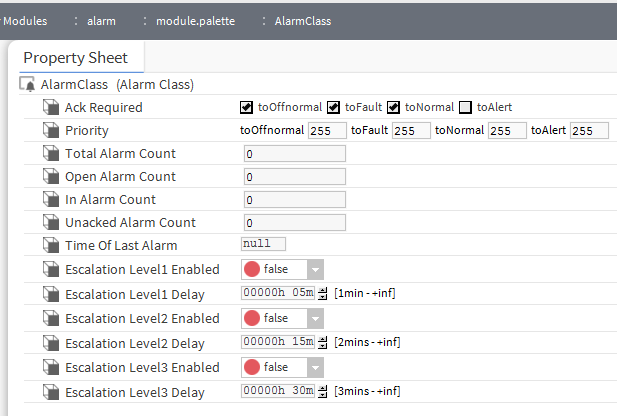 Modules : alarm : module.palette : AlarmClass
Property Sheet
AlarmClass (Alarm Class)
Ack Required toOffnormal toFault toNormal toAlert
Priority toOffnormal 255 toFault 255 toNormal 255 toAlert 255
Total Alarm Count 0
Open Alarm Count 0
In Alarm Count 0
Unacked Alarm Count 0
Time Of Last Alarm null
Escalation Level1 Enabled false
Escalation Level1 Delay 00000h 05m [1min - +inf]
Escalation Level2 Enabled false
Escalation Level2 Delay 00000h 15m [2mins - +inf]
Escalation Level3 Enabled false
Escalation Level3 Delay 00000h 30m [3mins - +inf]